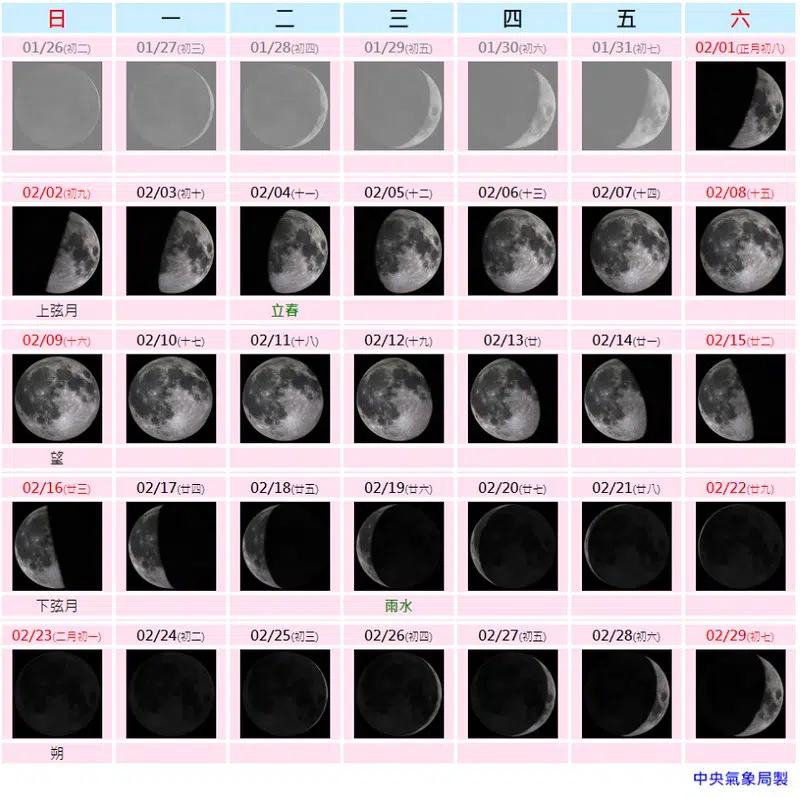 日 一 二 三 四 五 六
01/26(初二) 01/27(初三) 01/28(初四) 01/29(初五) 01/30(初六) 01/31(初七) 02/01(正月初八)
02/02(初九) 02/03(初十) 02/04(十一) 02/05(十二) 02/06(十三) 02/07(十四) 02/08(十五)
上弦月 立春
02/09(十六) 02/10(十七) 02/11(十八) 02/12(十九) 02/13(廿) 02/14(廿一) 02/15(廿二)
望
02/16(廿三) 02/17(廿四) 02/18(廿五) 02/19(廿六) 02/20(廿七) 02/21(廿八) 02/22(廿九)
下弦月 雨水
02/23(二月初一) 02/24(初二) 02/25(初三) 02/26(初四) 02/27(初五) 02/28(初六) 02/29(初七)
朔
中央氣象局製